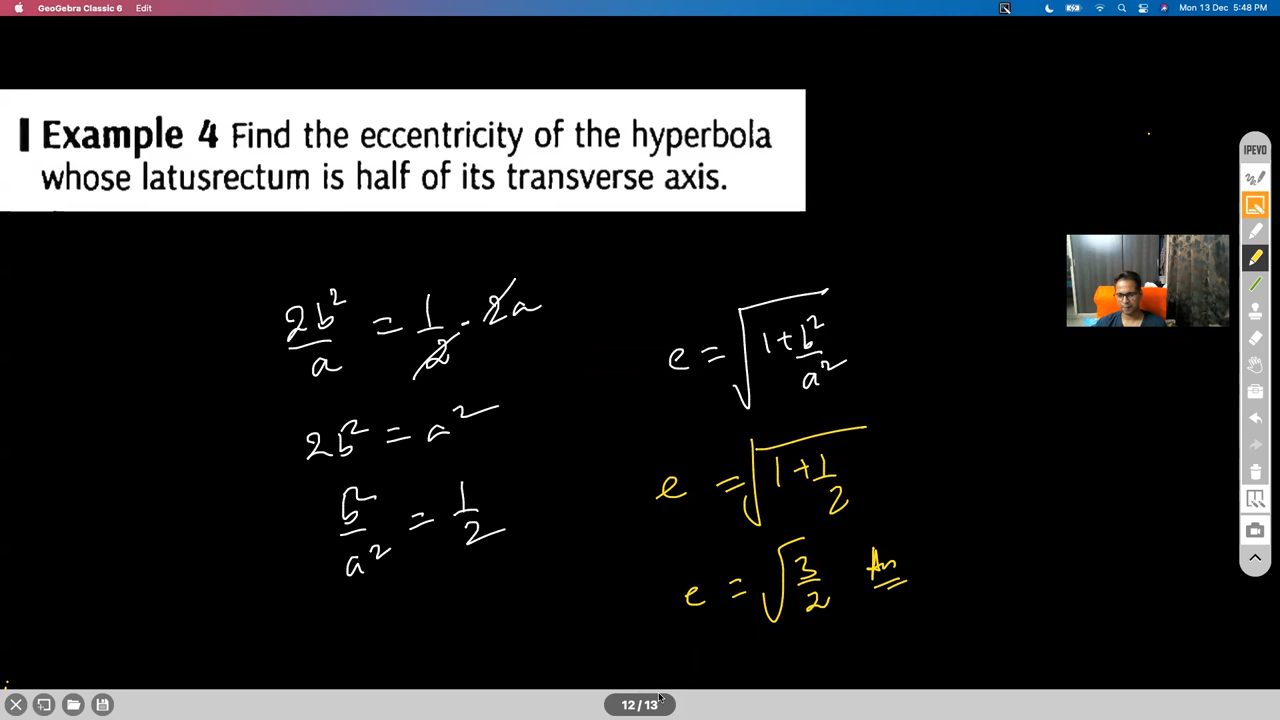 GeoGebra Classic 6 Edit Mon 13 Dec 5:48 PM
Example 4 Find the eccentricity of the hyperbola
whose latusrectum is half of its transverse axis.
IPEVO
2b²/a = 1/2 · 2a
2b² = a²
b²/a² = 1/2
e = √(1+b²/a²)
e = √(1+1/2)
e = √(3/2) An
12 / 13